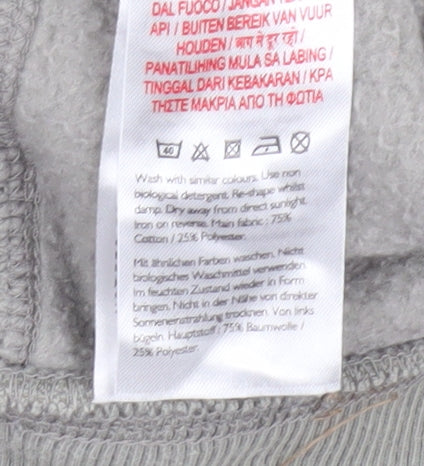 DAL FUOCO / JANGAN
API / BUITEN BEREIK VAN VUUR
HOUDEN / आग से दूर रहो /
PANATILIHING MULA SA LABING /
TINGGAL DARI KEBAKARAN / ΚΡΑ
ΤΗΣΤΕ ΜΑΚΡΙΑ ΑΠΟ ΤΗ ΦΩΤΙΑ
40
Wash with similar colours. Use non
biological detergent. Re-shape whilst
damp. Dry away from direct sunlight.
Iron on reverse. Main fabric : 75%
Cotton / 25% Polyester.
Mit ähnlichen Farben waschen. Nicht
biologisches Waschmittel verwenden.
Im feuchten Zustand wieder in Form
bringen. Nicht in der Nähe von direkter
Sonneneinstrahlung trocknen. Von links
bügeln. Hauptstoff : 75% Baumwolle /
25% Polyester.